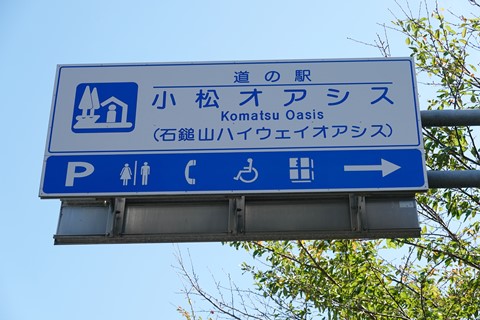 道の駅
小松オアシス
Komatsu Oasis
(石鎚山ハイウェイオアシス)
P